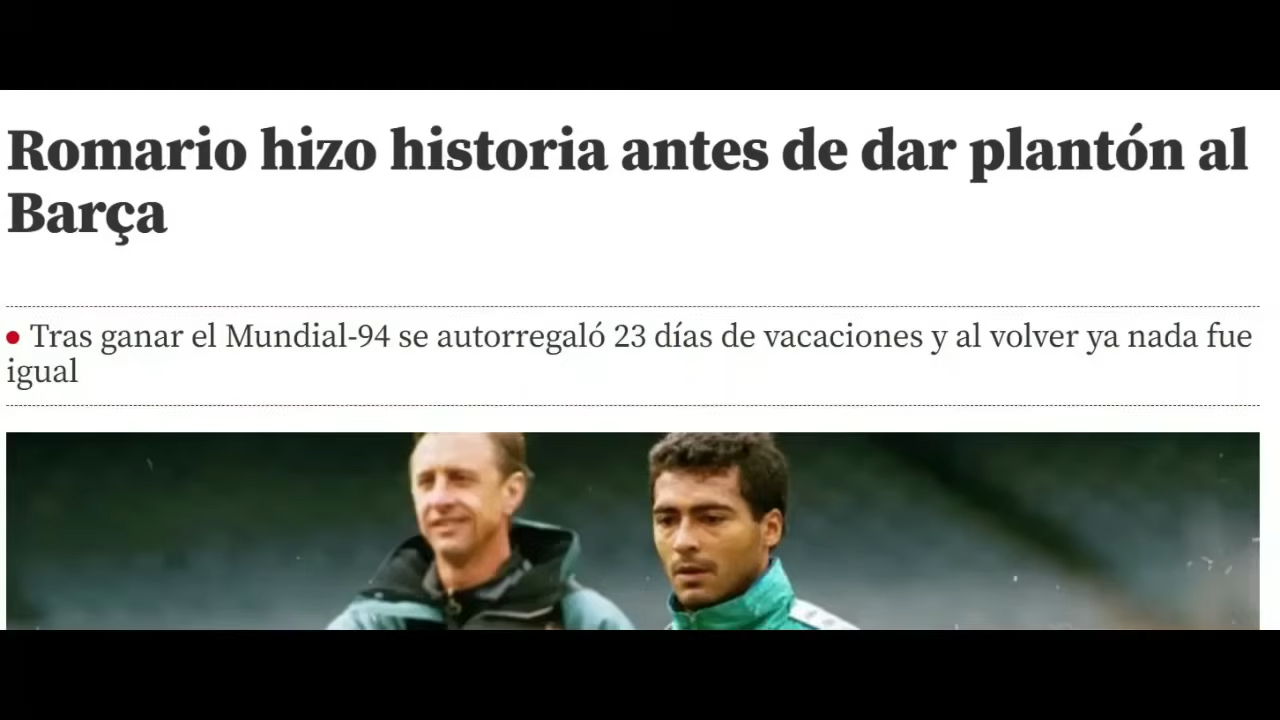 Romario hizo historia antes de dar plantón al
Barça
Tras ganar el Mundial-94 se autorregaló 23 días de vacaciones y al volver ya nada fue
igual